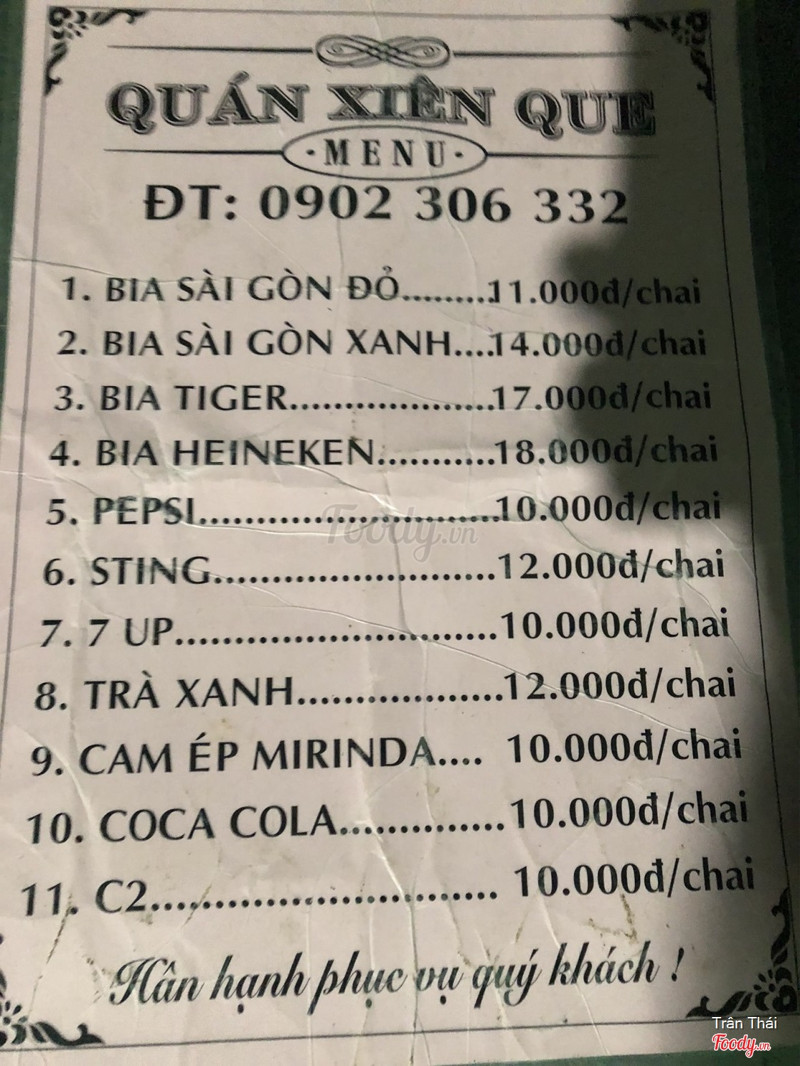 QUÁN XIÊN QUE
·MENU·
ĐT: 0902 306 332
1. BIA SÀI GÒN ĐỎ.........11.000đ/chai
2. BIA SÀI GÒN XANH....14.000đ/chai
3. BIA TIGER....................17.000đ/chai
4. BIA HEINEKEN...........18.000đ/chai
5. PEPSI............................10.000đ/chai
Foody.vn
6. STING..........................12.000đ/chai
7. 7 UP..............................10.000đ/chai
8. TRÀ XANH...................12.000đ/chai
9. CAM ÉP MIRINDA.... 10.000đ/chai
10. COCA COLA...............10.000đ/chai
11. C2................................ 10.000đ/chai
Hân hạnh phục vụ quý khách !
Trân Thái
Foody.vn